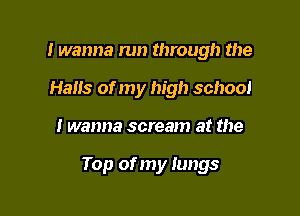 I wanna run through the
Halls of my high school
I wanna scream at the
Top of my lungs